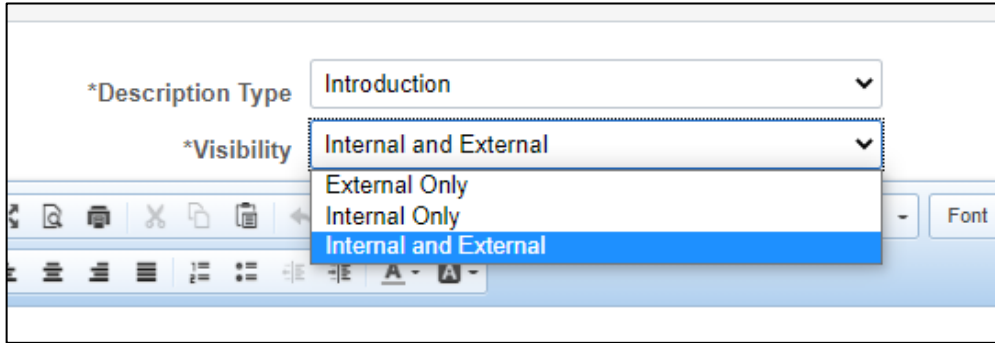 *Description Type Introduction
*Visibility Internal and External
External Only
Internal Only
Internal and External
Font
A A